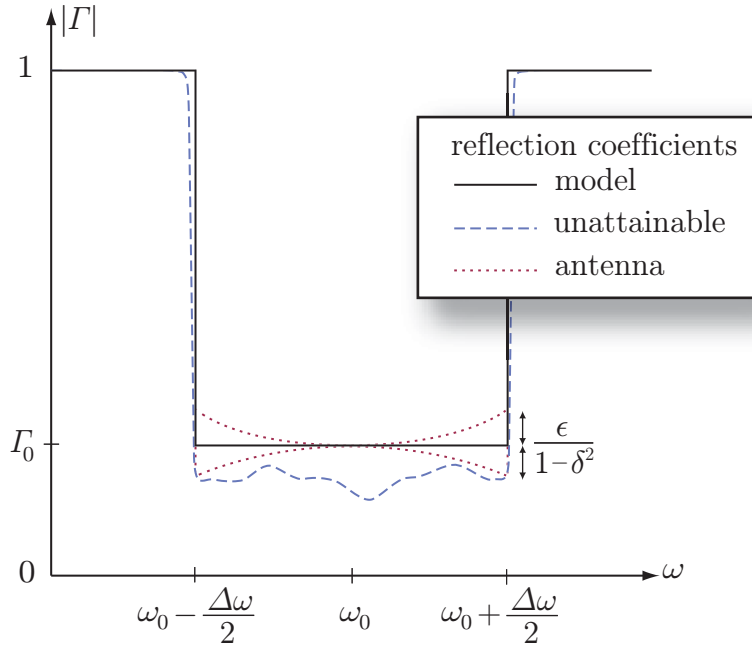 |Γ|
1
reflection coefficients
model
unattainable
antenna
Γ₀
ϵ
1−δ²
0
ω
ω₀ − Δω/2
ω₀
ω₀ + Δω/2